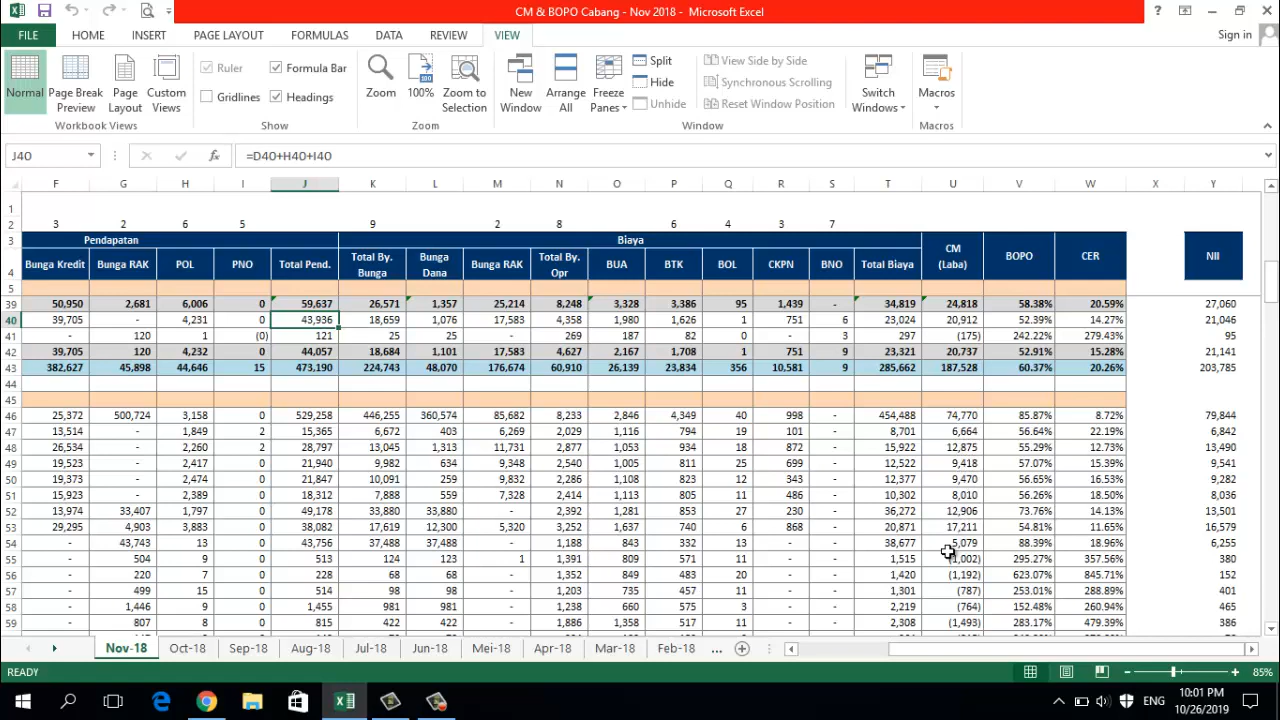 CM & BOPO Cabang - Nov 2018 - Microsoft Excel
?
FILE HOME INSERT PAGE LAYOUT FORMULAS DATA REVIEW VIEW Sign in
Normal
Page Break Preview
Page Layout
Custom Views
Ruler
Formula Bar
Gridlines
Headings
Zoom
100%
Zoom to Selection
New Window
Arrange All
Freeze Panes
Split
Hide
Unhide
View Side by Side
Synchronous Scrolling
Reset Window Position
Switch Windows
Macros
Workbook Views Show Zoom Window Macros
J40 fx =D40+H40+I40
F G H I J K L M N O P Q R S T U V W X Y
1
2 3 2 6 5 9 2 8 6 4 3 7
3 Pendapatan Biaya
4 Bunga Kredit Bunga RAK POL PNO Total Pend. Total By. Bunga Bunga Dana Bunga RAK Total By. Opr BUA BTK BOL CKPN BNO Total Biaya CM (Laba) BOPO CER NII
5
39 50,950 2,681 6,006 0 59,637 26,571 1,357 25,214 8,248 3,328 3,386 95 1,439 - 34,819 24,818 58.38% 20.59% 27,060
40 39,705 - 4,231 0 43,936 18,659 1,076 17,583 4,358 1,980 1,626 1 751 6 23,024 20,912 52.39% 14.27% 21,046
41 - 120 1 (0) 121 25 25 - 269 187 82 0 - 3 297 (175) 242.22% 279.43% 95
42 39,705 120 4,232 0 44,057 18,684 1,101 17,583 4,627 2,167 1,708 1 751 9 23,321 20,737 52.91% 15.28% 21,141
43 382,627 45,898 44,646 15 473,190 224,743 48,070 176,674 60,910 26,139 23,834 356 10,581 9 285,662 187,528 60.37% 20.26% 203,785
44
45
46 25,372 500,724 3,158 0 529,258 446,255 360,574 85,682 8,233 2,846 4,349 40 998 - 454,488 74,770 85.87% 8.72% 79,844
47 13,514 - 1,849 2 15,365 6,672 403 6,269 2,029 1,116 794 19 101 - 8,701 6,664 56.64% 22.19% 6,842
48 26,534 - 2,260 2 28,797 13,045 1,313 11,731 2,877 1,053 934 18 872 - 15,922 12,875 55.29% 12.73% 13,490
49 19,523 - 2,417 0 21,940 9,982 634 9,348 2,540 1,005 811 25 699 - 12,522 9,418 57.07% 15.39% 9,541
50 19,373 - 2,474 0 21,847 10,091 259 9,832 2,286 1,108 823 12 343 - 12,377 9,470 56.65% 16.53% 9,282
51 15,923 - 2,389 0 18,312 7,888 559 7,328 2,414 1,113 805 11 486 - 10,302 8,010 56.26% 18.50% 8,036
52 13,974 33,407 1,797 0 49,178 33,880 33,880 - 2,392 1,281 853 27 230 - 36,272 12,906 73.76% 14.13% 13,501
53 29,295 4,903 3,883 0 38,082 17,619 12,300 5,320 3,252 1,637 740 6 868 - 20,871 17,211 54.81% 11.65% 16,579
54 - 43,743 13 0 43,756 37,488 37,488 - 1,188 843 332 13 - - 38,677 5,079 88.39% 18.96% 6,255
55 - 504 9 0 513 124 123 1 1,391 809 571 11 - - 1,515 (1,002) 295.27% 357.56% 380
56 - 220 7 0 228 68 68 - 1,352 849 483 20 - - 1,420 (1,192) 623.07% 845.71% 152
57 - 499 15 0 514 98 98 - 1,203 735 457 11 - - 1,301 (787) 253.01% 288.89% 401
58 - 1,446 9 0 1,455 981 981 - 1,238 660 575 3 - - 2,219 (764) 152.48% 260.94% 465
59 - 807 8 0 815 422 422 - 1,886 1,358 517 11 - - 2,308 (1,493) 283.17% 479.39% 386
Nov-18 Oct-18 Sep-18 Aug-18 Jul-18 Jun-18 Mei-18 Apr-18 Mar-18 Feb-18 ...
READY 85%
ENG
10:01 PM
10/26/2019